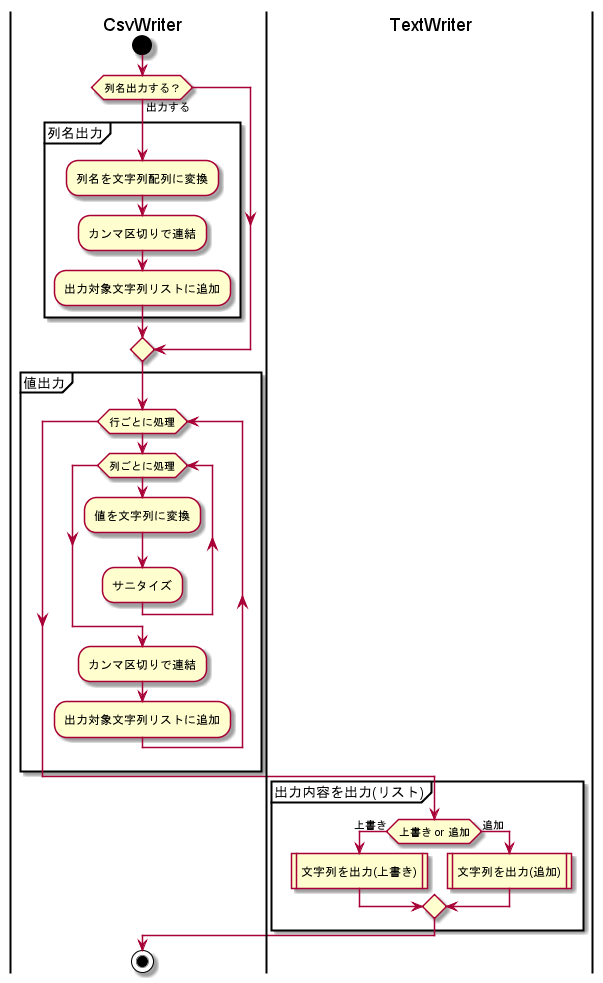 CsvWriter
TextWriter
列名出力する？
出力する
列名出力
列名を文字列配列に変換
カンマ区切りで連結
出力対象文字列リストに追加
値出力
行ごとに処理
列ごとに処理
値を文字列に変換
サニタイズ
カンマ区切りで連結
出力対象文字列リストに追加
出力内容を出力(リスト)
上書き
上書き or 追加
追加
文字列を出力(上書き)
文字列を出力(追加)